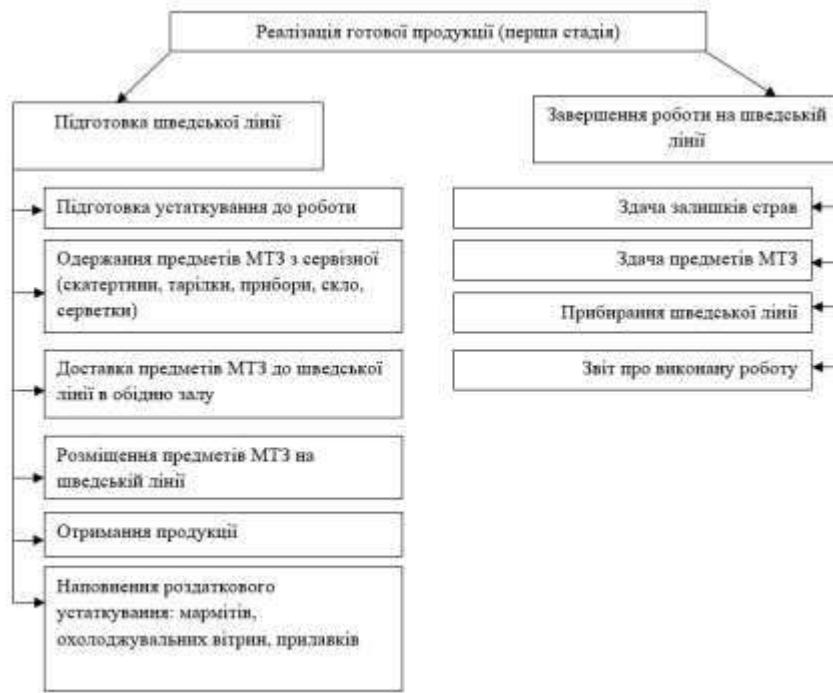 Реалізація готової продукції (перша стадія)
Підготовка шведської лінії
Підготовка устаткування до роботи
Одержання предметів МТЗ з сервізної
(скатертини, тарілки, прибори, скло,
серветки)
Доставка предметів МТЗ до шведської
лінії в обідню залу
Розміщення предметів МТЗ на
шведській лінії
Отримання продукції
Наповнення роздаткового
устаткування: мармітів,
охолоджувальних вітрин, прилавків
Завершення роботи на шведській
лінії
Здача залишків страв
Здача предметів МТЗ
Прибирання шведської лінії
Звіт про виконану роботу